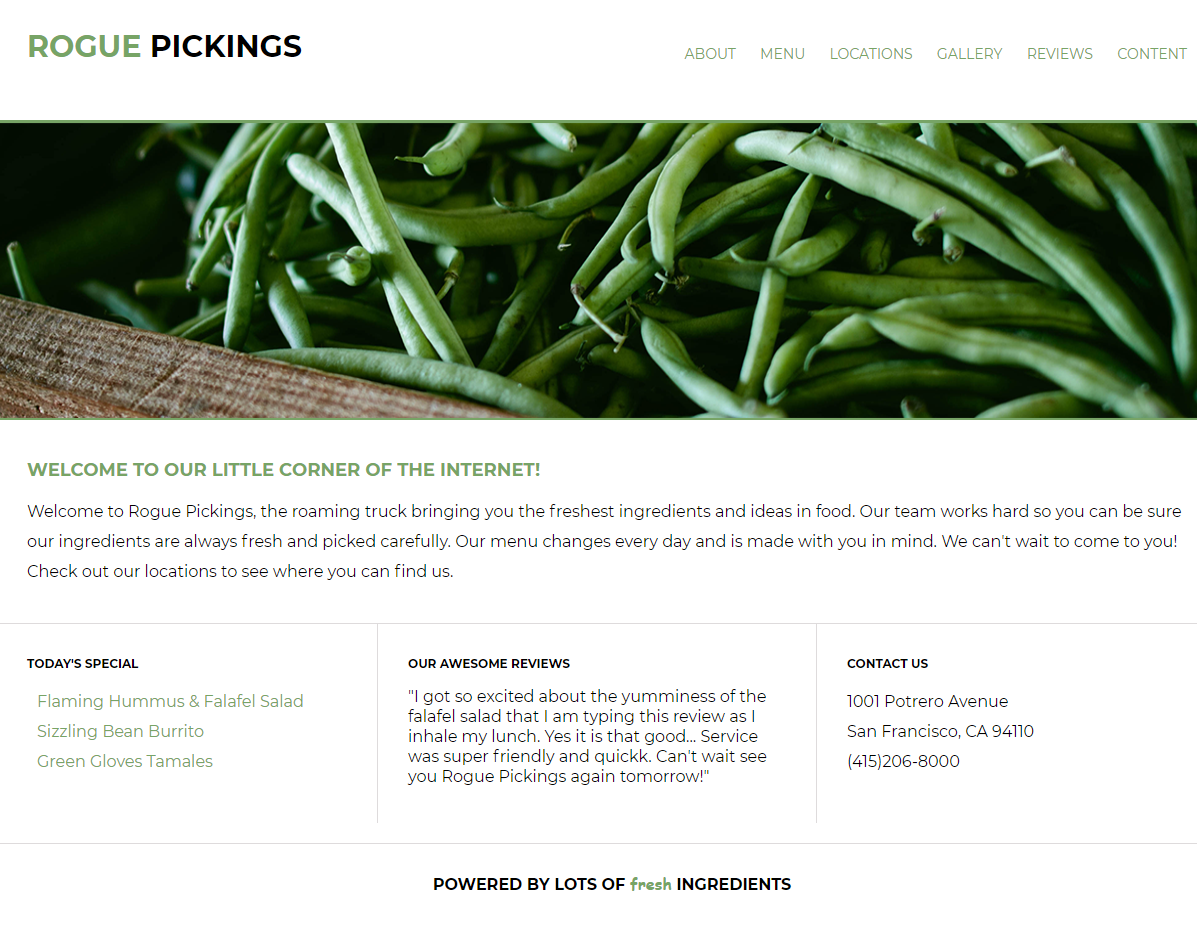 ROGUE PICKINGS
ABOUT MENU LOCATIONS GALLERY REVIEWS CONTENT
WELCOME TO OUR LITTLE CORNER OF THE INTERNET!
Welcome to Rogue Pickings, the roaming truck bringing you the freshest ingredients and ideas in food. Our team works hard so you can be sure
our ingredients are always fresh and picked carefully. Our menu changes every day and is made with you in mind. We can't wait to come to you!
Check out our locations to see where you can find us.
TODAY'S SPECIAL
Flaming Hummus & Falafel Salad
Sizzling Bean Burrito
Green Gloves Tamales
OUR AWESOME REVIEWS
"I got so excited about the yumminess of the
falafel salad that I am typing this review as I
inhale my lunch. Yes it is that good... Service
was super friendly and quickk. Can't wait see
you Rogue Pickings again tomorrow!"
CONTACT US
1001 Potrero Avenue
San Francisco, CA 94110
(415)206-8000
POWERED BY LOTS OF fresh INGREDIENTS